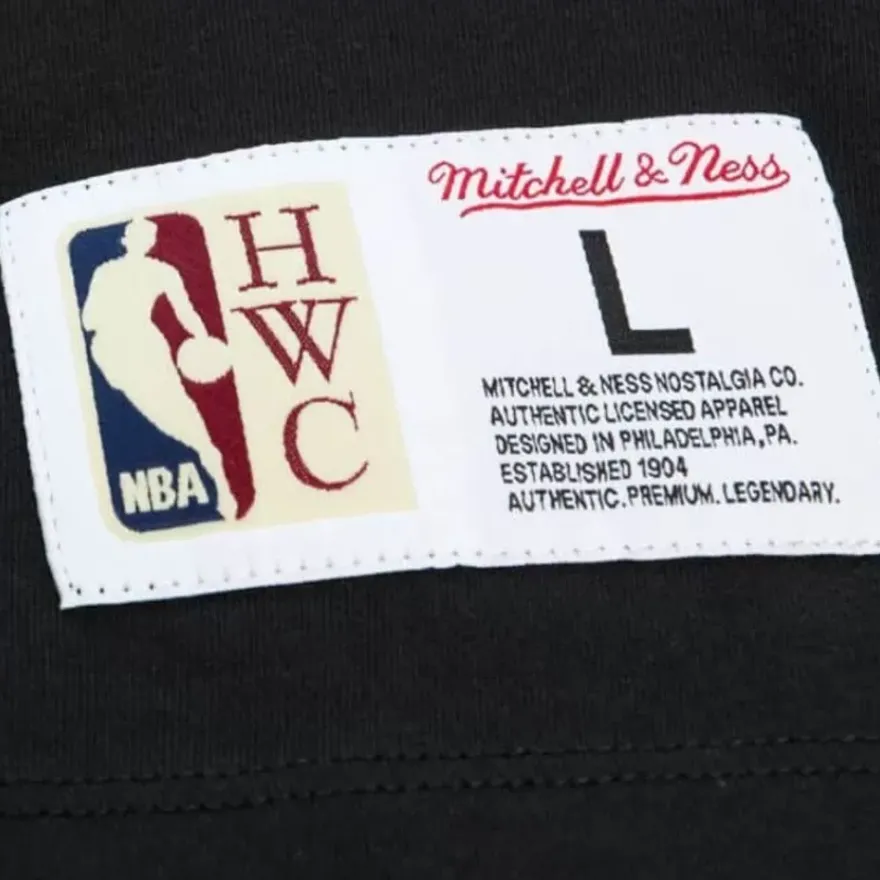 NBA
H
W
C
Mitchell & Ness
L
MITCHELL & NESS NOSTALGIA CO.
AUTHENTIC LICENSED APPAREL
DESIGNED IN PHILADELPHIA, PA.
ESTABLISHED 1904
AUTHENTIC. PREMIUM. LEGENDARY.